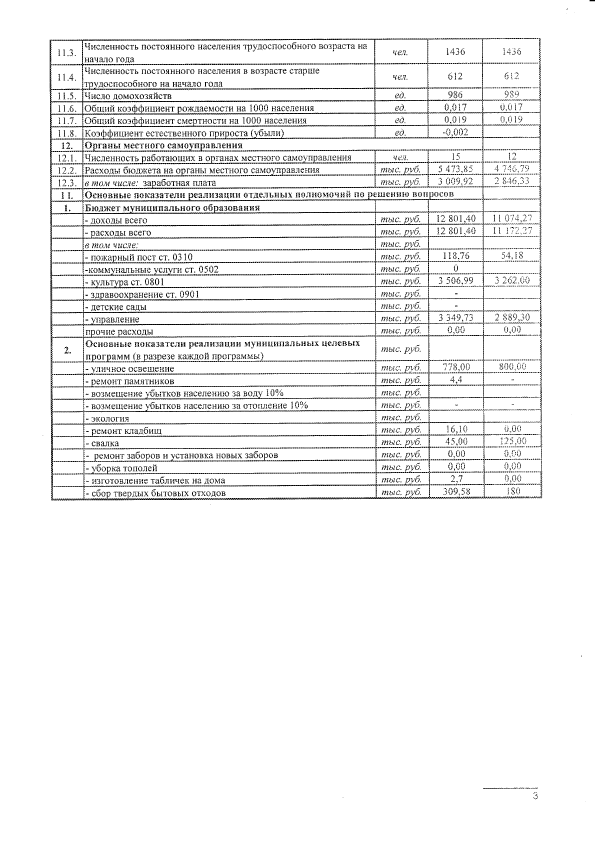 11.3. Численность постоянного населения трудоспособного возраста на чел. 1436 1436
начало года
11.4. Численность постоянного населения в возрасте старше чел. 612 612
трудоспособного на начало года
11.5. Число домохозяйств ед. 986 989
11.6. Общий коэффициент рождаемости на 1000 населения ед. 0,017 0,017
11.7. Общий коэффициент смертности на 1000 населения ед. 0,019 0,019
11.8. Коэффициент естественного прироста (убыли) ед. -0,002
12. Органы местного самоуправления
12.1. Численность работающих в органах местного самоуправления чел. 15 12
12.2. Расходы бюджета на органы местного самоуправления тыс. руб. 5 473,85 4 746,79
12.3. в том числе: заработная плата тыс. руб. 3 009,92 2 846,33
11. Основные показатели реализации отдельных полномочий по решению вопросов
1. Бюджет муниципального образования
- доходы всего тыс. руб. 12 801,40 11 074,27
- расходы всего тыс. руб. 12 801,40 11 172,27
в том числе: тыс. руб.
- пожарный пост ст. 0310 тыс. руб. 118,76 54,18
-коммунальные услуги ст. 0502 тыс. руб. 0
- культура ст. 0801 тыс. руб. 3 506,99 3 262,00
- здравоохранение ст. 0901 тыс. руб. -
- детские сады тыс. руб. -
- управление тыс. руб. 3 349,73 2 889,30
прочие расходы тыс. руб. 0,00 0,00
2. Основные показатели реализации муниципальных целевых тыс. руб.
программ (в разрезе каждой программы)
- уличное освещение тыс. руб. 778,00 800,00
- ремонт памятников тыс. руб. 4,4 -
- возмещение убытков населению за воду 10% тыс. руб.
- возмещение убытков населению за отопление 10% тыс. руб. - -
- экология тыс. руб.
- ремонт кладбищ тыс. руб. 16,10 0,00
- свалка тыс. руб. 45,00 125,00
- ремонт заборов и установка новых заборов тыс. руб. 0,00 0,00
- уборка тополей тыс. руб. 0,00 0,00
- изготовление табличек на дома тыс. руб. 2,7 0,00
- сбор твердых бытовых отходов тыс. руб. 309,58 180
3